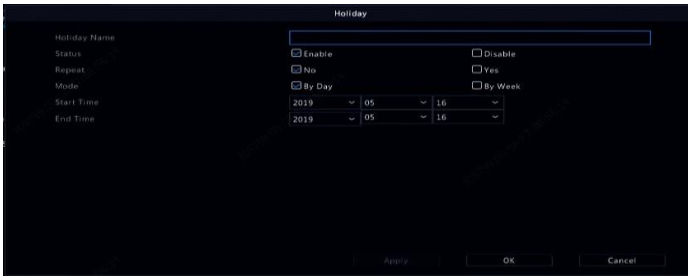 Holiday
Holiday Name
Status Enable Disable
Repeat No Yes
Mode By Day By Week
Start Time 2019 05 16
End Time 2019 05 16
Apply OK Cancel